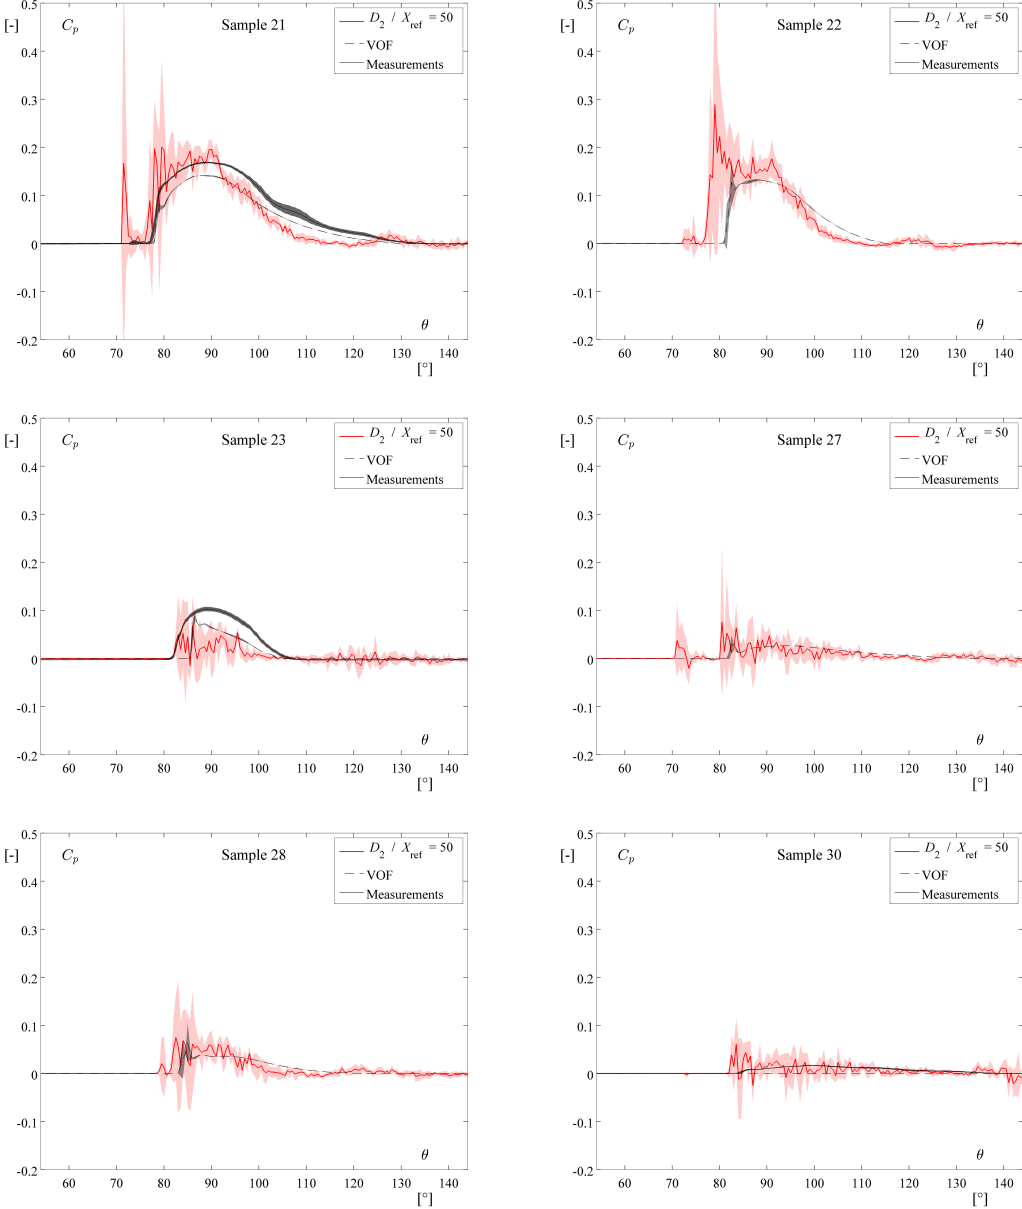 [-] C_p Sample 21 D_2 / X_ref = 50
VOF
Measurements
0.5
0.4
0.3
0.2
0.1
0
-0.1
-0.2
θ
60 70 80 90 100 110 120 130 140
[°]
[-] C_p Sample 22 D_2 / X_ref = 50
VOF
Measurements
0.5
0.4
0.3
0.2
0.1
0
-0.1
-0.2
θ
60 70 80 90 100 110 120 130 140
[°]
[-] C_p Sample 23 D_2 / X_ref = 50
VOF
Measurements
0.5
0.4
0.3
0.2
0.1
0
-0.1
-0.2
θ
60 70 80 90 100 110 120 130 140
[°]
[-] C_p Sample 27 D_2 / X_ref = 50
VOF
Measurements
0.5
0.4
0.3
0.2
0.1
0
-0.1
-0.2
θ
60 70 80 90 100 110 120 130 140
[°]
[-] C_p Sample 28 D_2 / X_ref = 50
VOF
Measurements
0.5
0.4
0.3
0.2
0.1
0
-0.1
-0.2
θ
60 70 80 90 100 110 120 130 140
[°]
[-] C_p Sample 30 D_2 / X_ref = 50
VOF
Measurements
0.5
0.4
0.3
0.2
0.1
0
-0.1
-0.2
θ
60 70 80 90 100 110 120 130 140
[°]